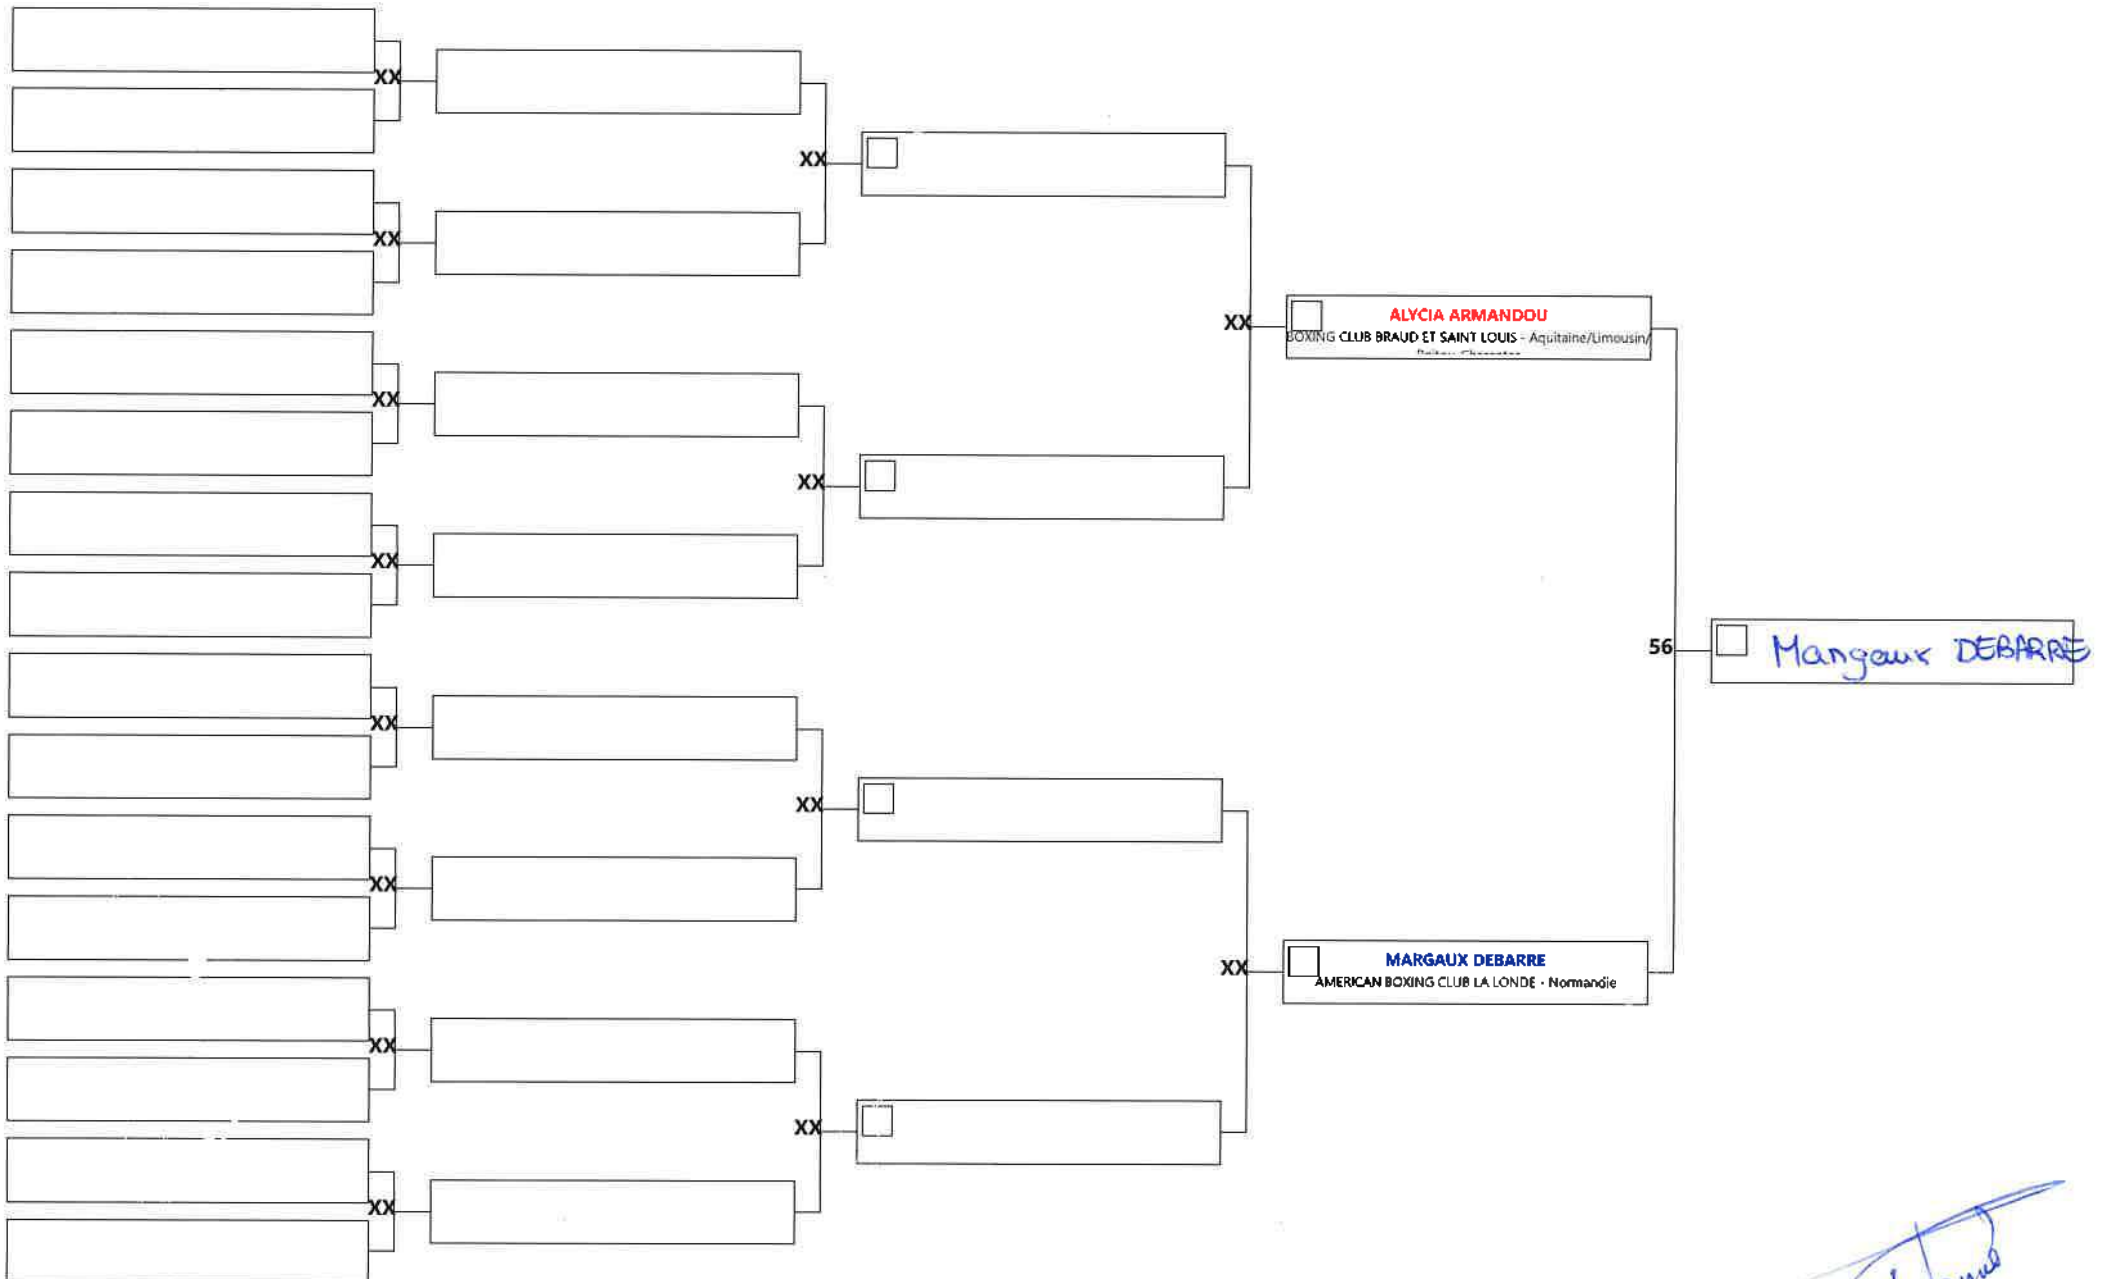 XX
XX
XX
XX
XX
XX
XX
XX
XX
XX
XX
XX
XX
ALYCIA ARMANDOU
BOXING CLUB BRAUD ET SAINT LOUIS - Aquitaine/Limousin/
56
Margaux DEBARRE
XX
MARGAUX DEBARRE
AMERICAN BOXING CLUB LA LONDE - Normandie